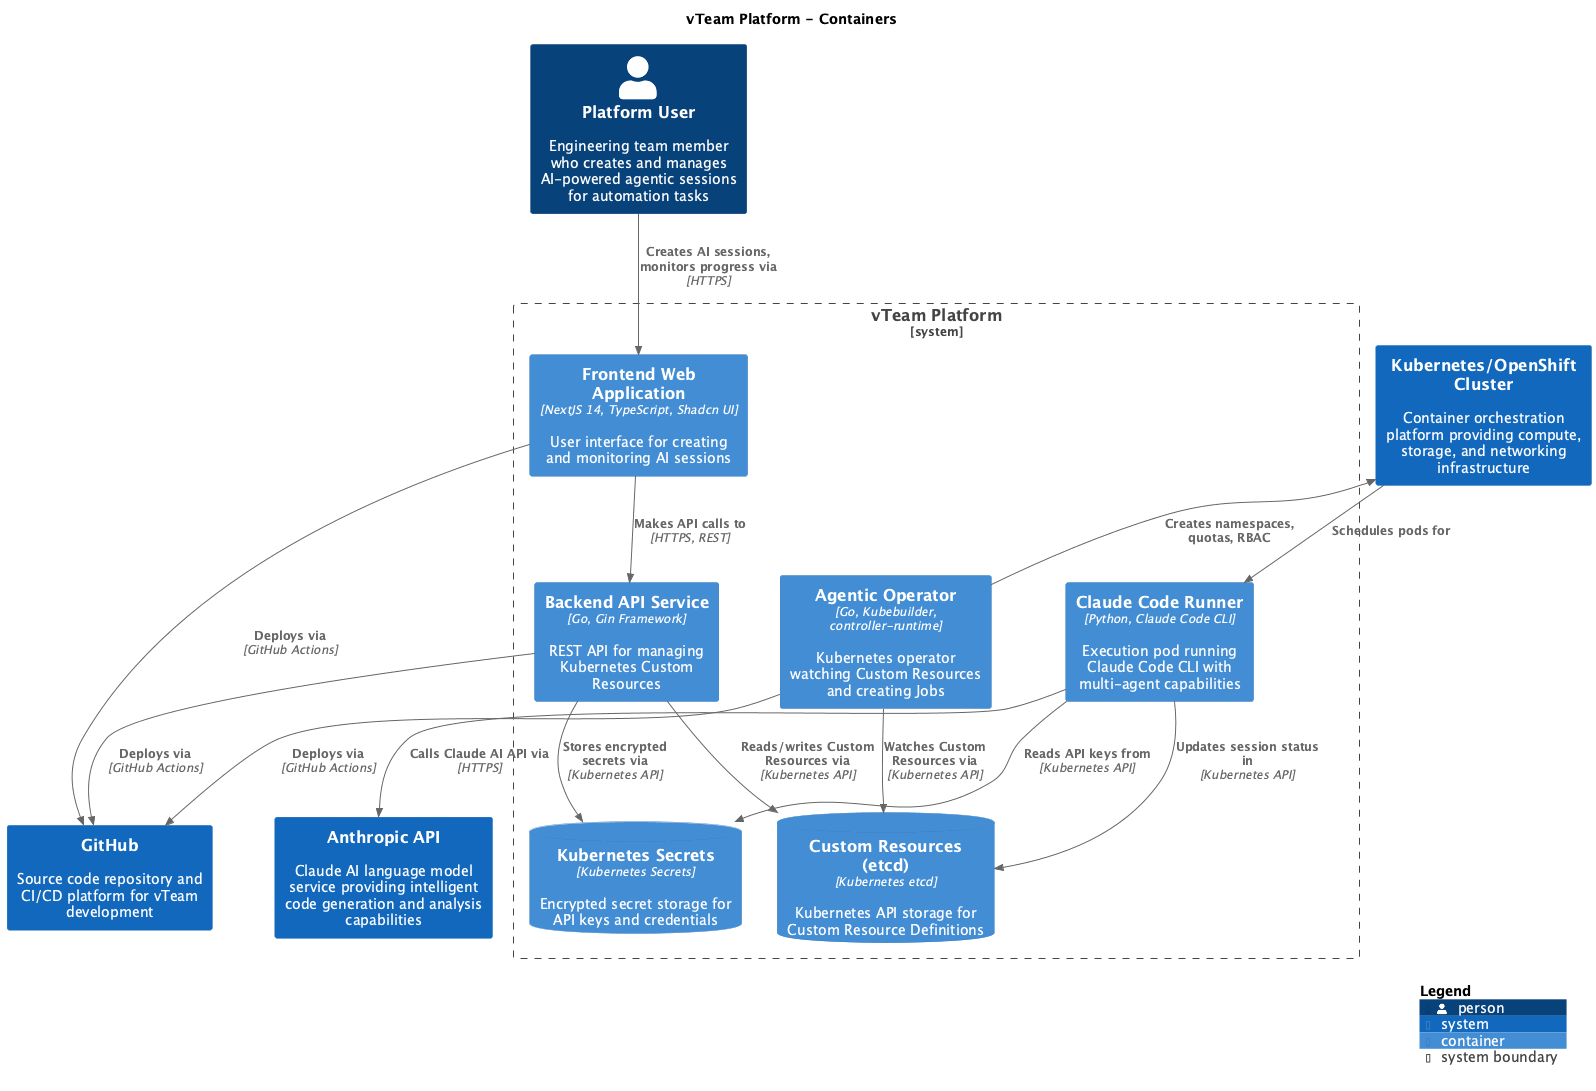 vTeam Platform - Containers
Platform User
Engineering team member
who creates and manages
AI-powered agentic sessions
for automation tasks
Creates AI sessions,
monitors progress via
[HTTPS]
vTeam Platform
[system]
Frontend Web
Application
[NextJS 14, TypeScript, Shadcn UI]
User interface for creating
and monitoring AI sessions
Kubernetes/OpenShift
Cluster
Container orchestration
platform providing compute,
storage, and networking
infrastructure
Makes API calls to
[HTTPS, REST]
Creates namespaces,
quotas, RBAC
Schedules pods for
Backend API Service
[Go, Gin Framework]
REST API for managing
Kubernetes Custom
Resources
Agentic Operator
[Go, Kubebuilder,
controller-runtime]
Kubernetes operator
watching Custom Resources
and creating Jobs
Claude Code Runner
[Python, Claude Code CLI]
Execution pod running
Claude Code CLI with
multi-agent capabilities
Deploys via
[GitHub Actions]
Deploys via
[GitHub Actions]
Deploys via
[GitHub Actions]
Calls Claude AI API via
[HTTPS]
Stores encrypted
secrets via
[Kubernetes API]
Reads/writes Custom
Resources via
[Kubernetes API]
Watches Custom
Resources via
[Kubernetes API]
Reads API keys from
[Kubernetes API]
Updates session status
in
[Kubernetes API]
GitHub
Source code repository and
CI/CD platform for vTeam
development
Anthropic API
Claude AI language model
service providing intelligent
code generation and analysis
capabilities
Kubernetes Secrets
[Kubernetes Secrets]
Encrypted secret storage for
API keys and credentials
Custom Resources
(etcd)
[Kubernetes etcd]
Kubernetes API storage for
Custom Resource Definitions
Legend
person
system
container
system boundary